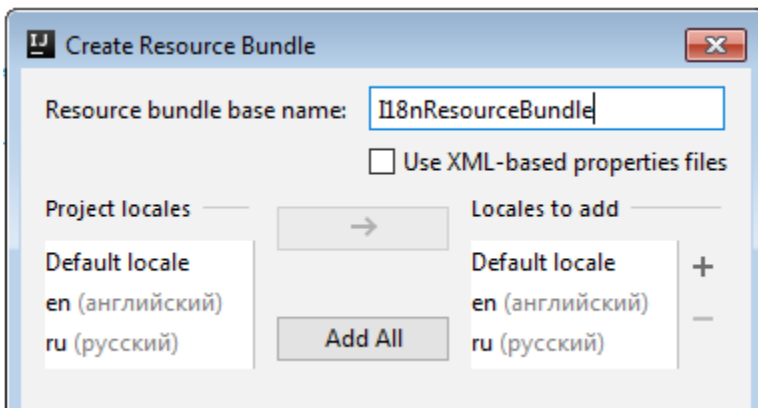 IJ Create Resource Bundle
Resource bundle base name: I18nResourceBundle
Use XML-based properties files
Project locales
Locales to add
Default locale
Default locale
en (английский)
en (английский)
ru (русский)
Add All
ru (русский)